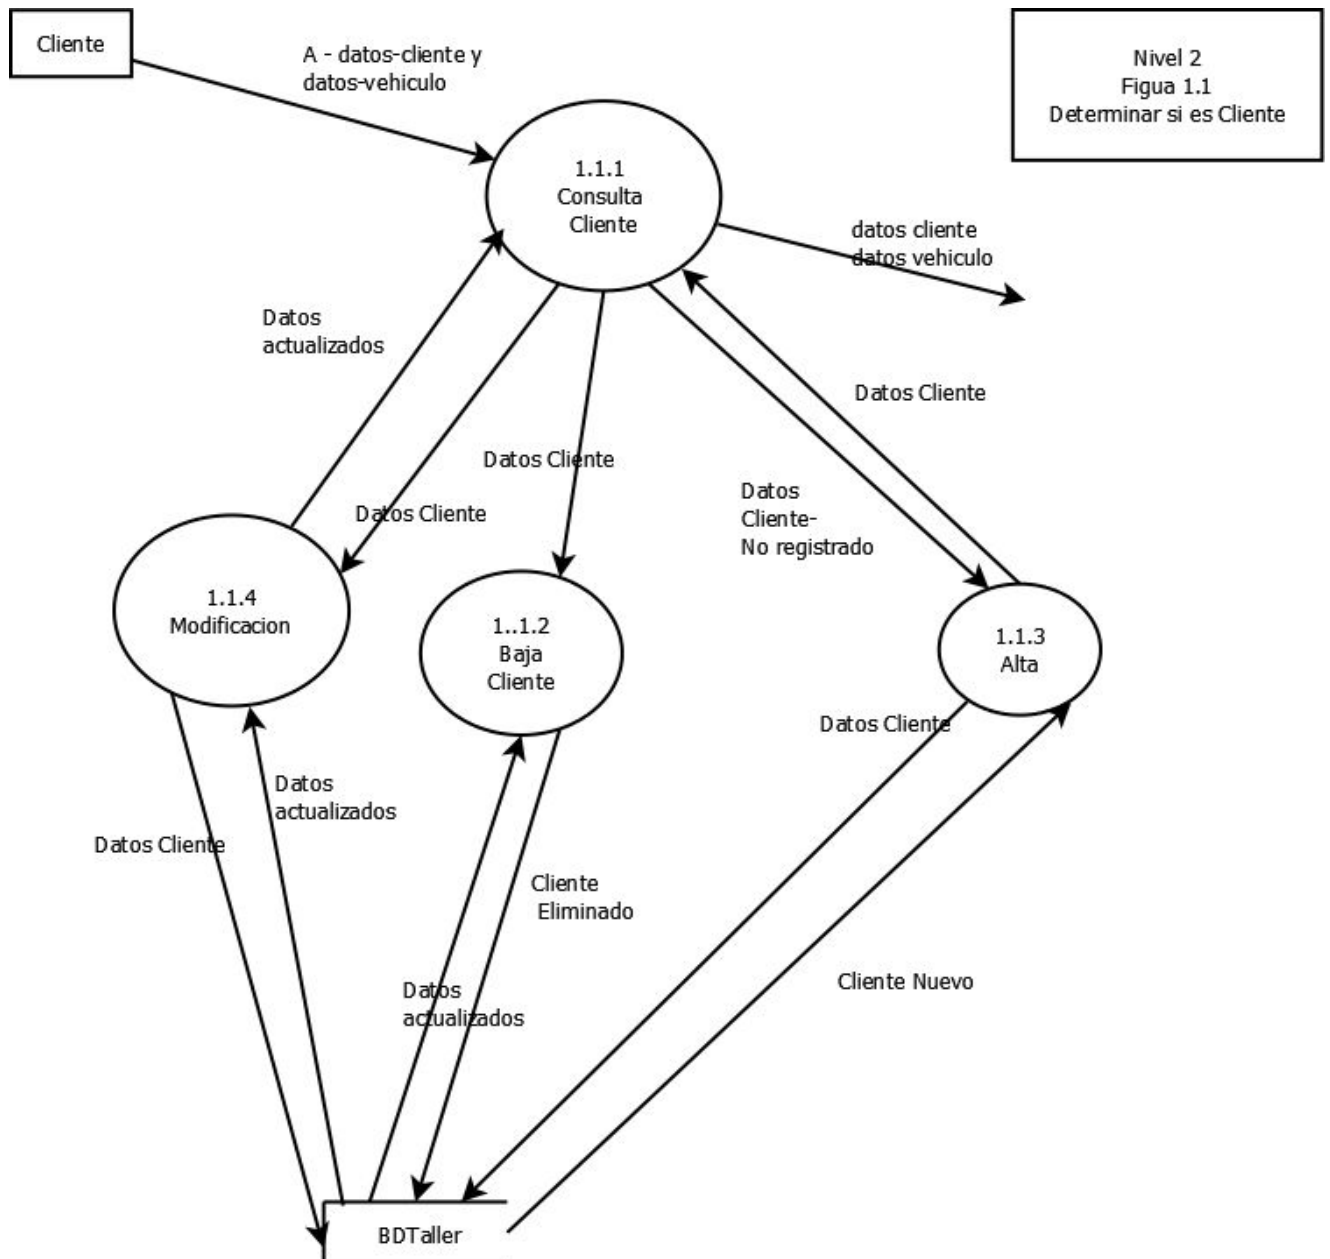 Cliente
A - datos-cliente y
datos-vehiculo
Nivel 2
Figua 1.1
Determinar si es Cliente
1.1.1
Consulta
Cliente
datos cliente
datos vehiculo
Datos
actualizados
Datos Cliente
Datos Cliente
Datos Cliente
Datos
Cliente-
No registrado
1.1.4
Modificacion
1..1.2
Baja
Cliente
1.1.3
Alta
Datos Cliente
Datos
actualizados
Datos Cliente
Cliente
Eliminado
Datos
actualizados
Cliente Nuevo
BDTaller